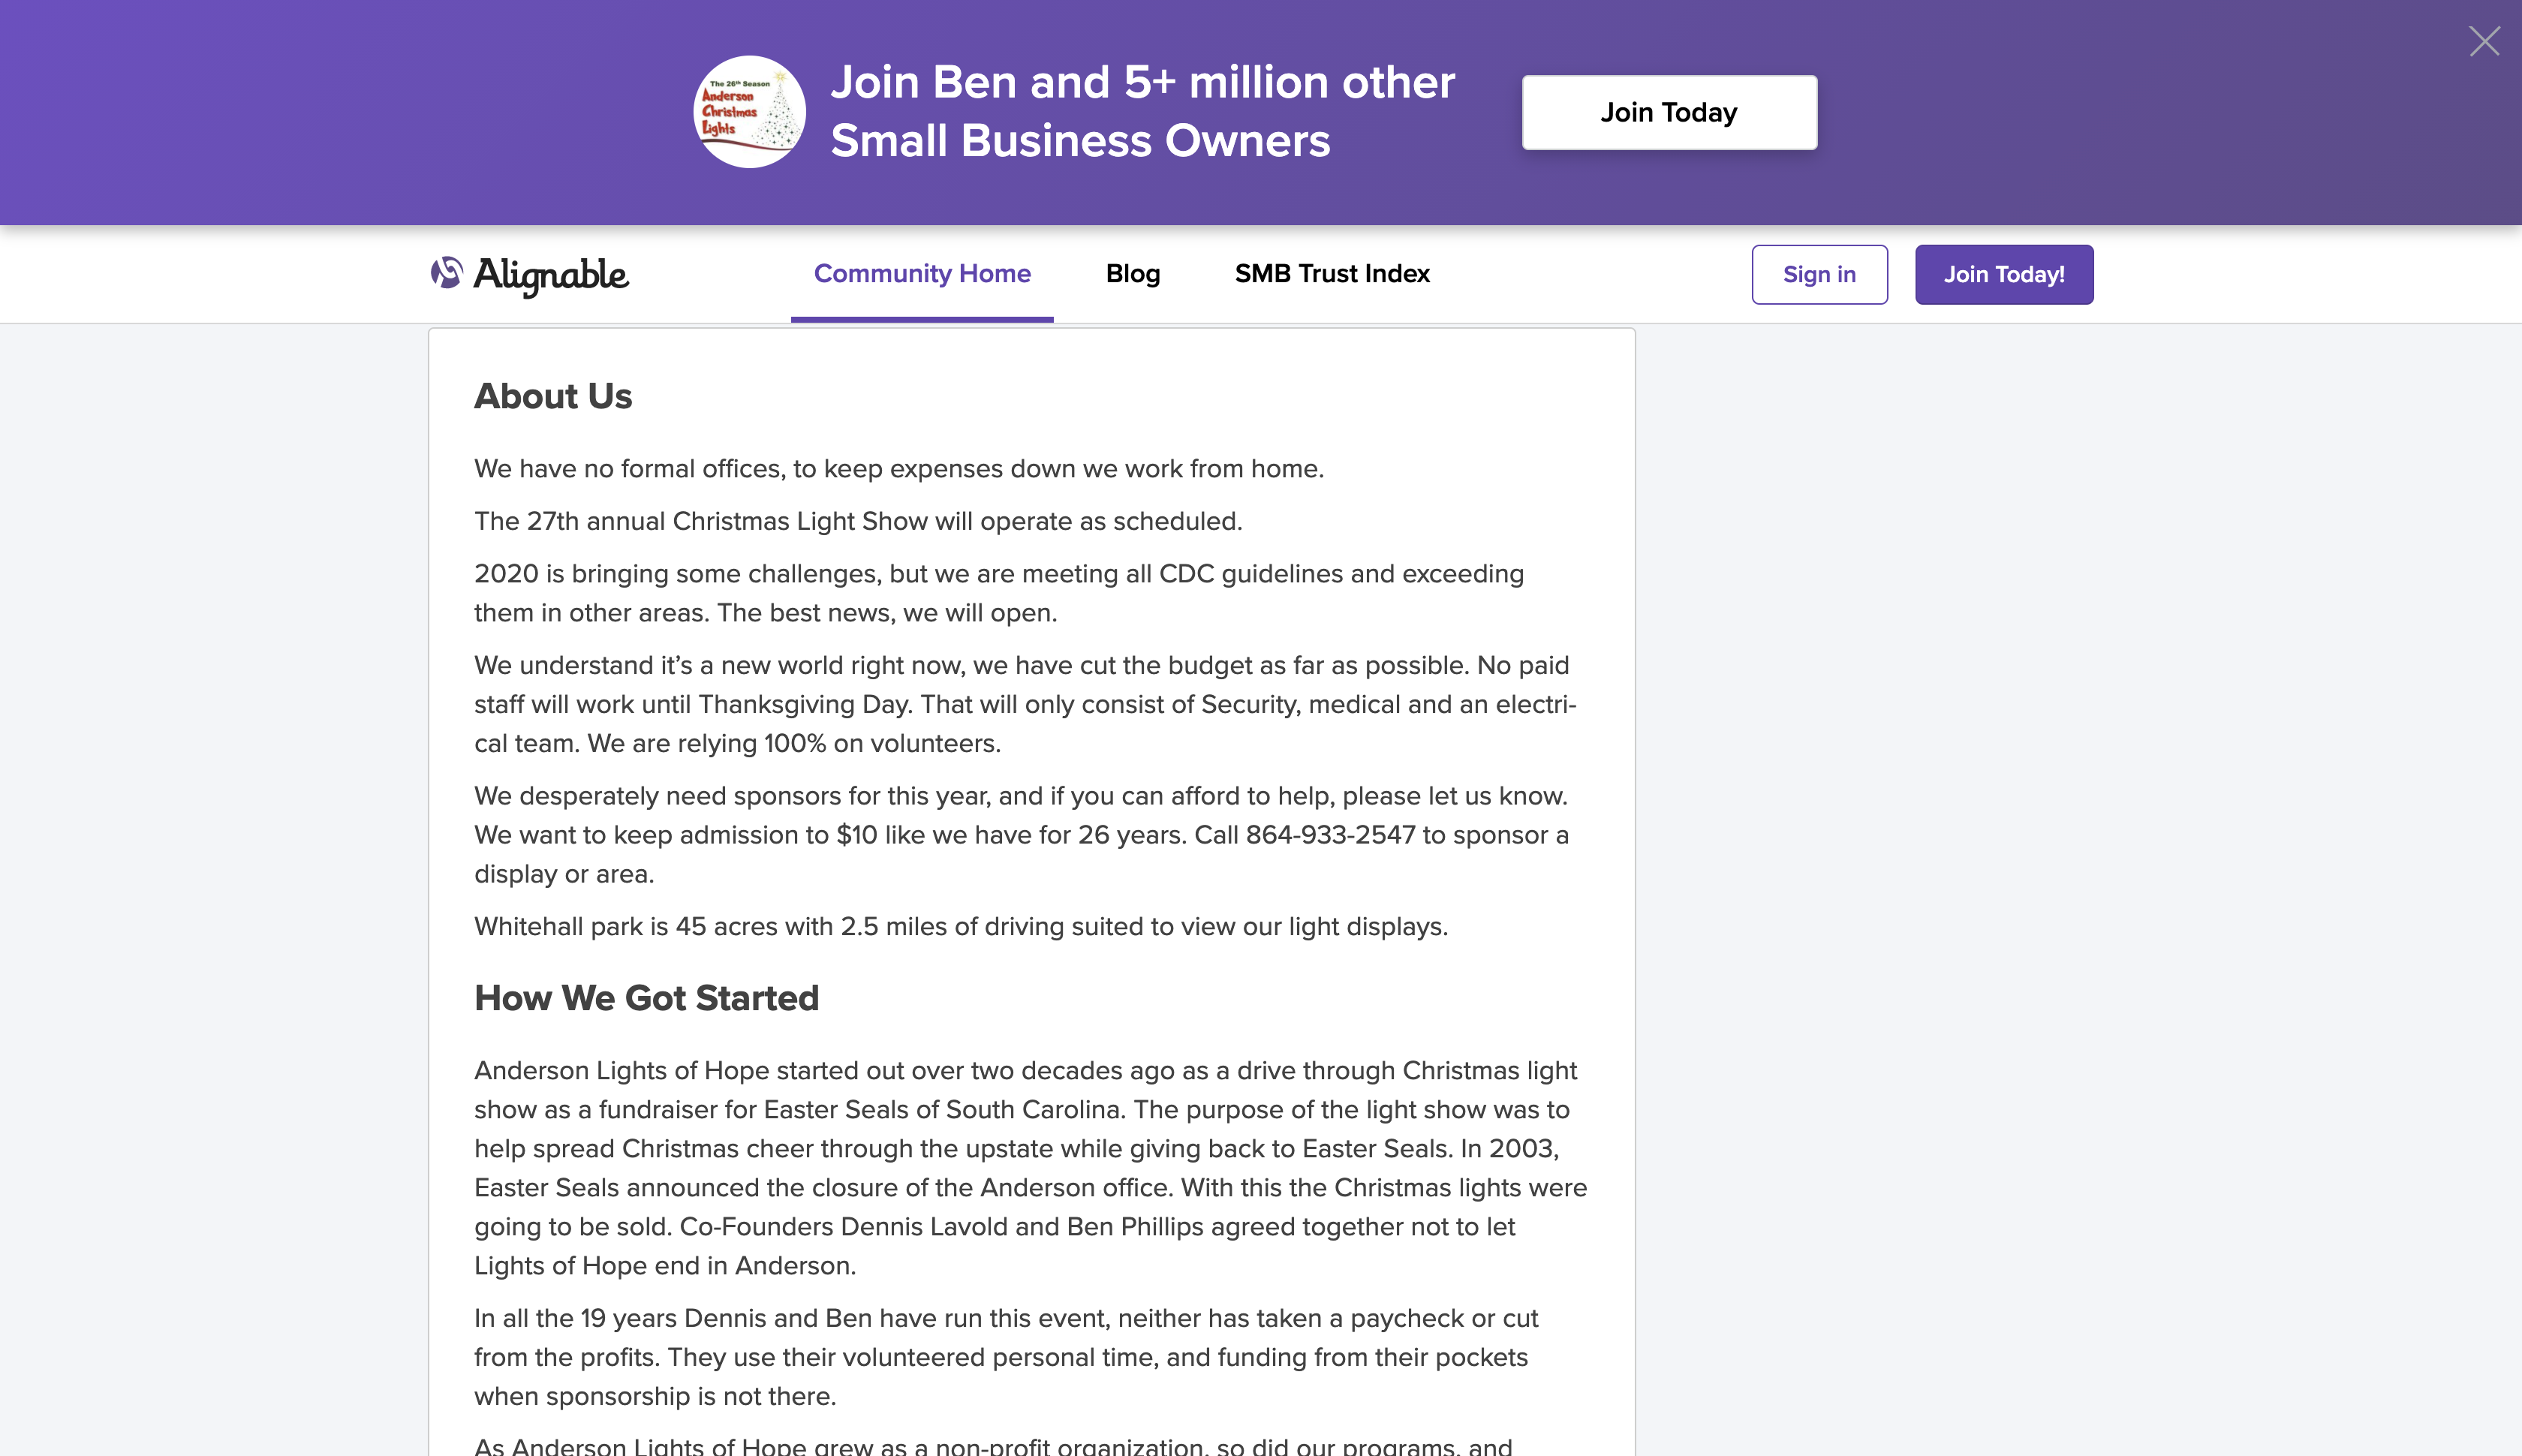 The 26th Season
Anderson
Christmas
Lights
Join Ben and 5+ million other
Small Business Owners
Join Today
Alignable
Community Home
Blog
SMB Trust Index
Sign in
Join Today!
About Us
We have no formal offices, to keep expenses down we work from home.
The 27th annual Christmas Light Show will operate as scheduled.
2020 is bringing some challenges, but we are meeting all CDC guidelines and exceeding
them in other areas. The best news, we will open.
We understand it’s a new world right now, we have cut the budget as far as possible. No paid
staff will work until Thanksgiving Day. That will only consist of Security, medical and an electri-
cal team. We are relying 100% on volunteers.
We desperately need sponsors for this year, and if you can afford to help, please let us know.
We want to keep admission to $10 like we have for 26 years. Call 864-933-2547 to sponsor a
display or area.
Whitehall park is 45 acres with 2.5 miles of driving suited to view our light displays.
How We Got Started
Anderson Lights of Hope started out over two decades ago as a drive through Christmas light
show as a fundraiser for Easter Seals of South Carolina. The purpose of the light show was to
help spread Christmas cheer through the upstate while giving back to Easter Seals. In 2003,
Easter Seals announced the closure of the Anderson office. With this the Christmas lights were
going to be sold. Co-Founders Dennis Lavold and Ben Phillips agreed together not to let
Lights of Hope end in Anderson.
In all the 19 years Dennis and Ben have run this event, neither has taken a paycheck or cut
from the profits. They use their volunteered personal time, and funding from their pockets
when sponsorship is not there.
As Anderson Lights of Hope grew as a non-profit organization, so did our programs, and